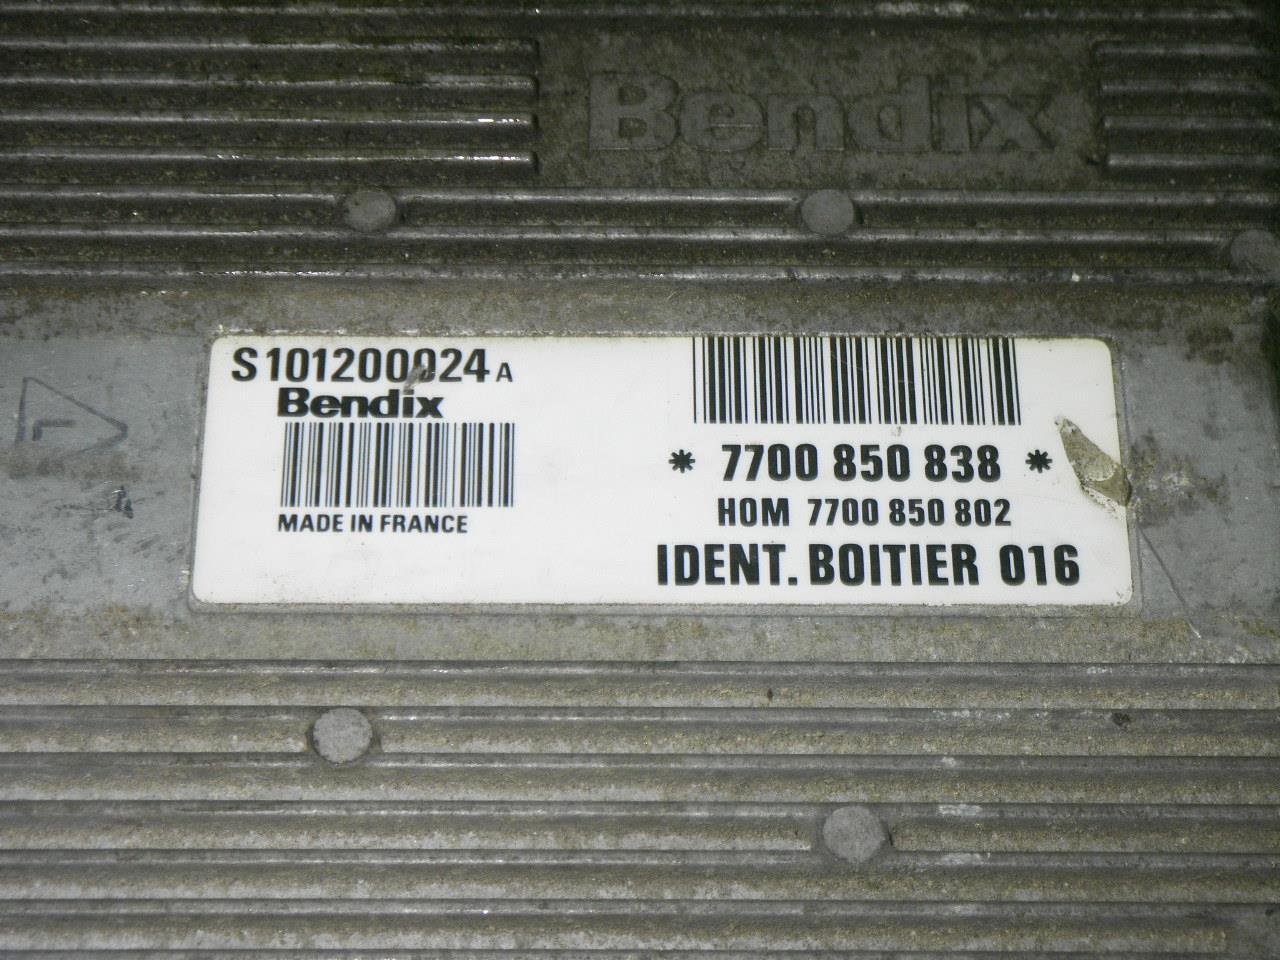 Bendix
S101200024 A
Bendix
MADE IN FRANCE
* 7700 850 838 *
HOM 7700 850 802
IDENT. BOITIER 016